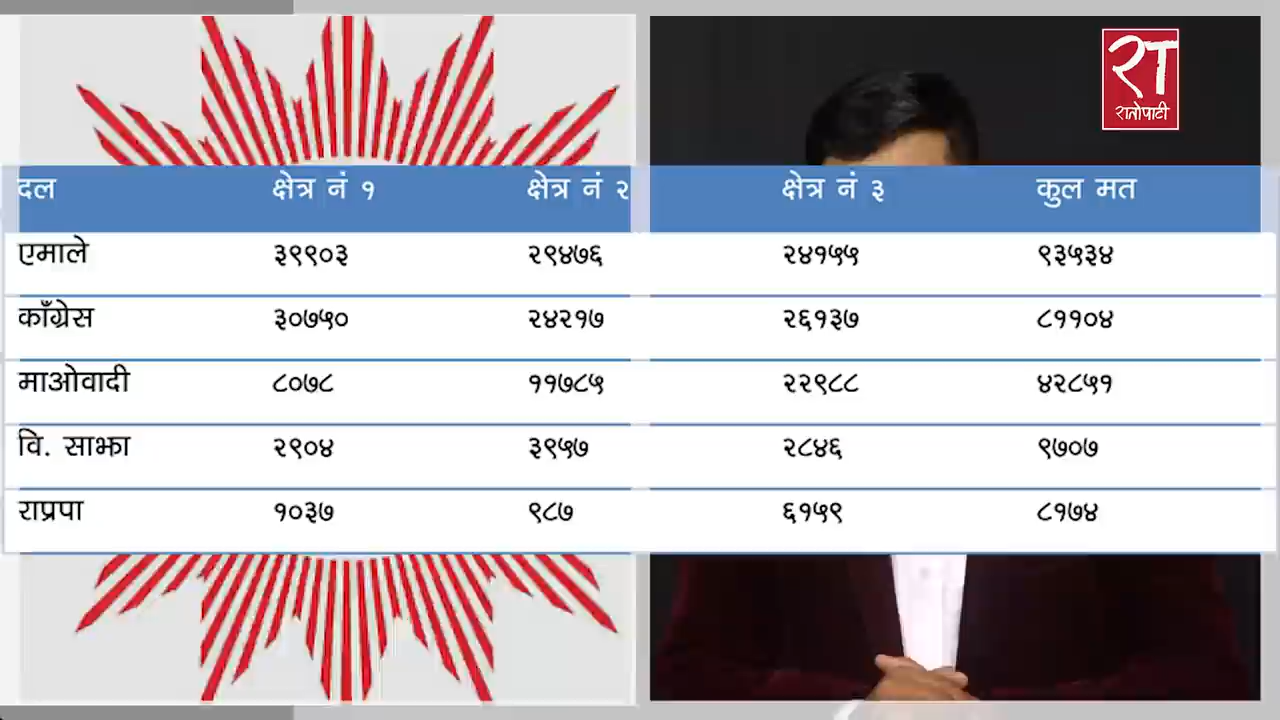 रा
रातोपाटी
दल क्षेत्र नं १ क्षेत्र नं २ क्षेत्र नं ३ कुल मत
एमाले ३९९०३ २९४७६ २४१५५ ९३५३४
काँग्रेस ३०७५० २४२१७ २६१३७ ८११०४
माओवादी ८०७८ ११७८५ २२९८८ ४२८५१
वि. साझा २९०४ ३९५७ २८४६ ९७०७
राप्रपा १०३७ ९८७ ६१५९ ८१७४